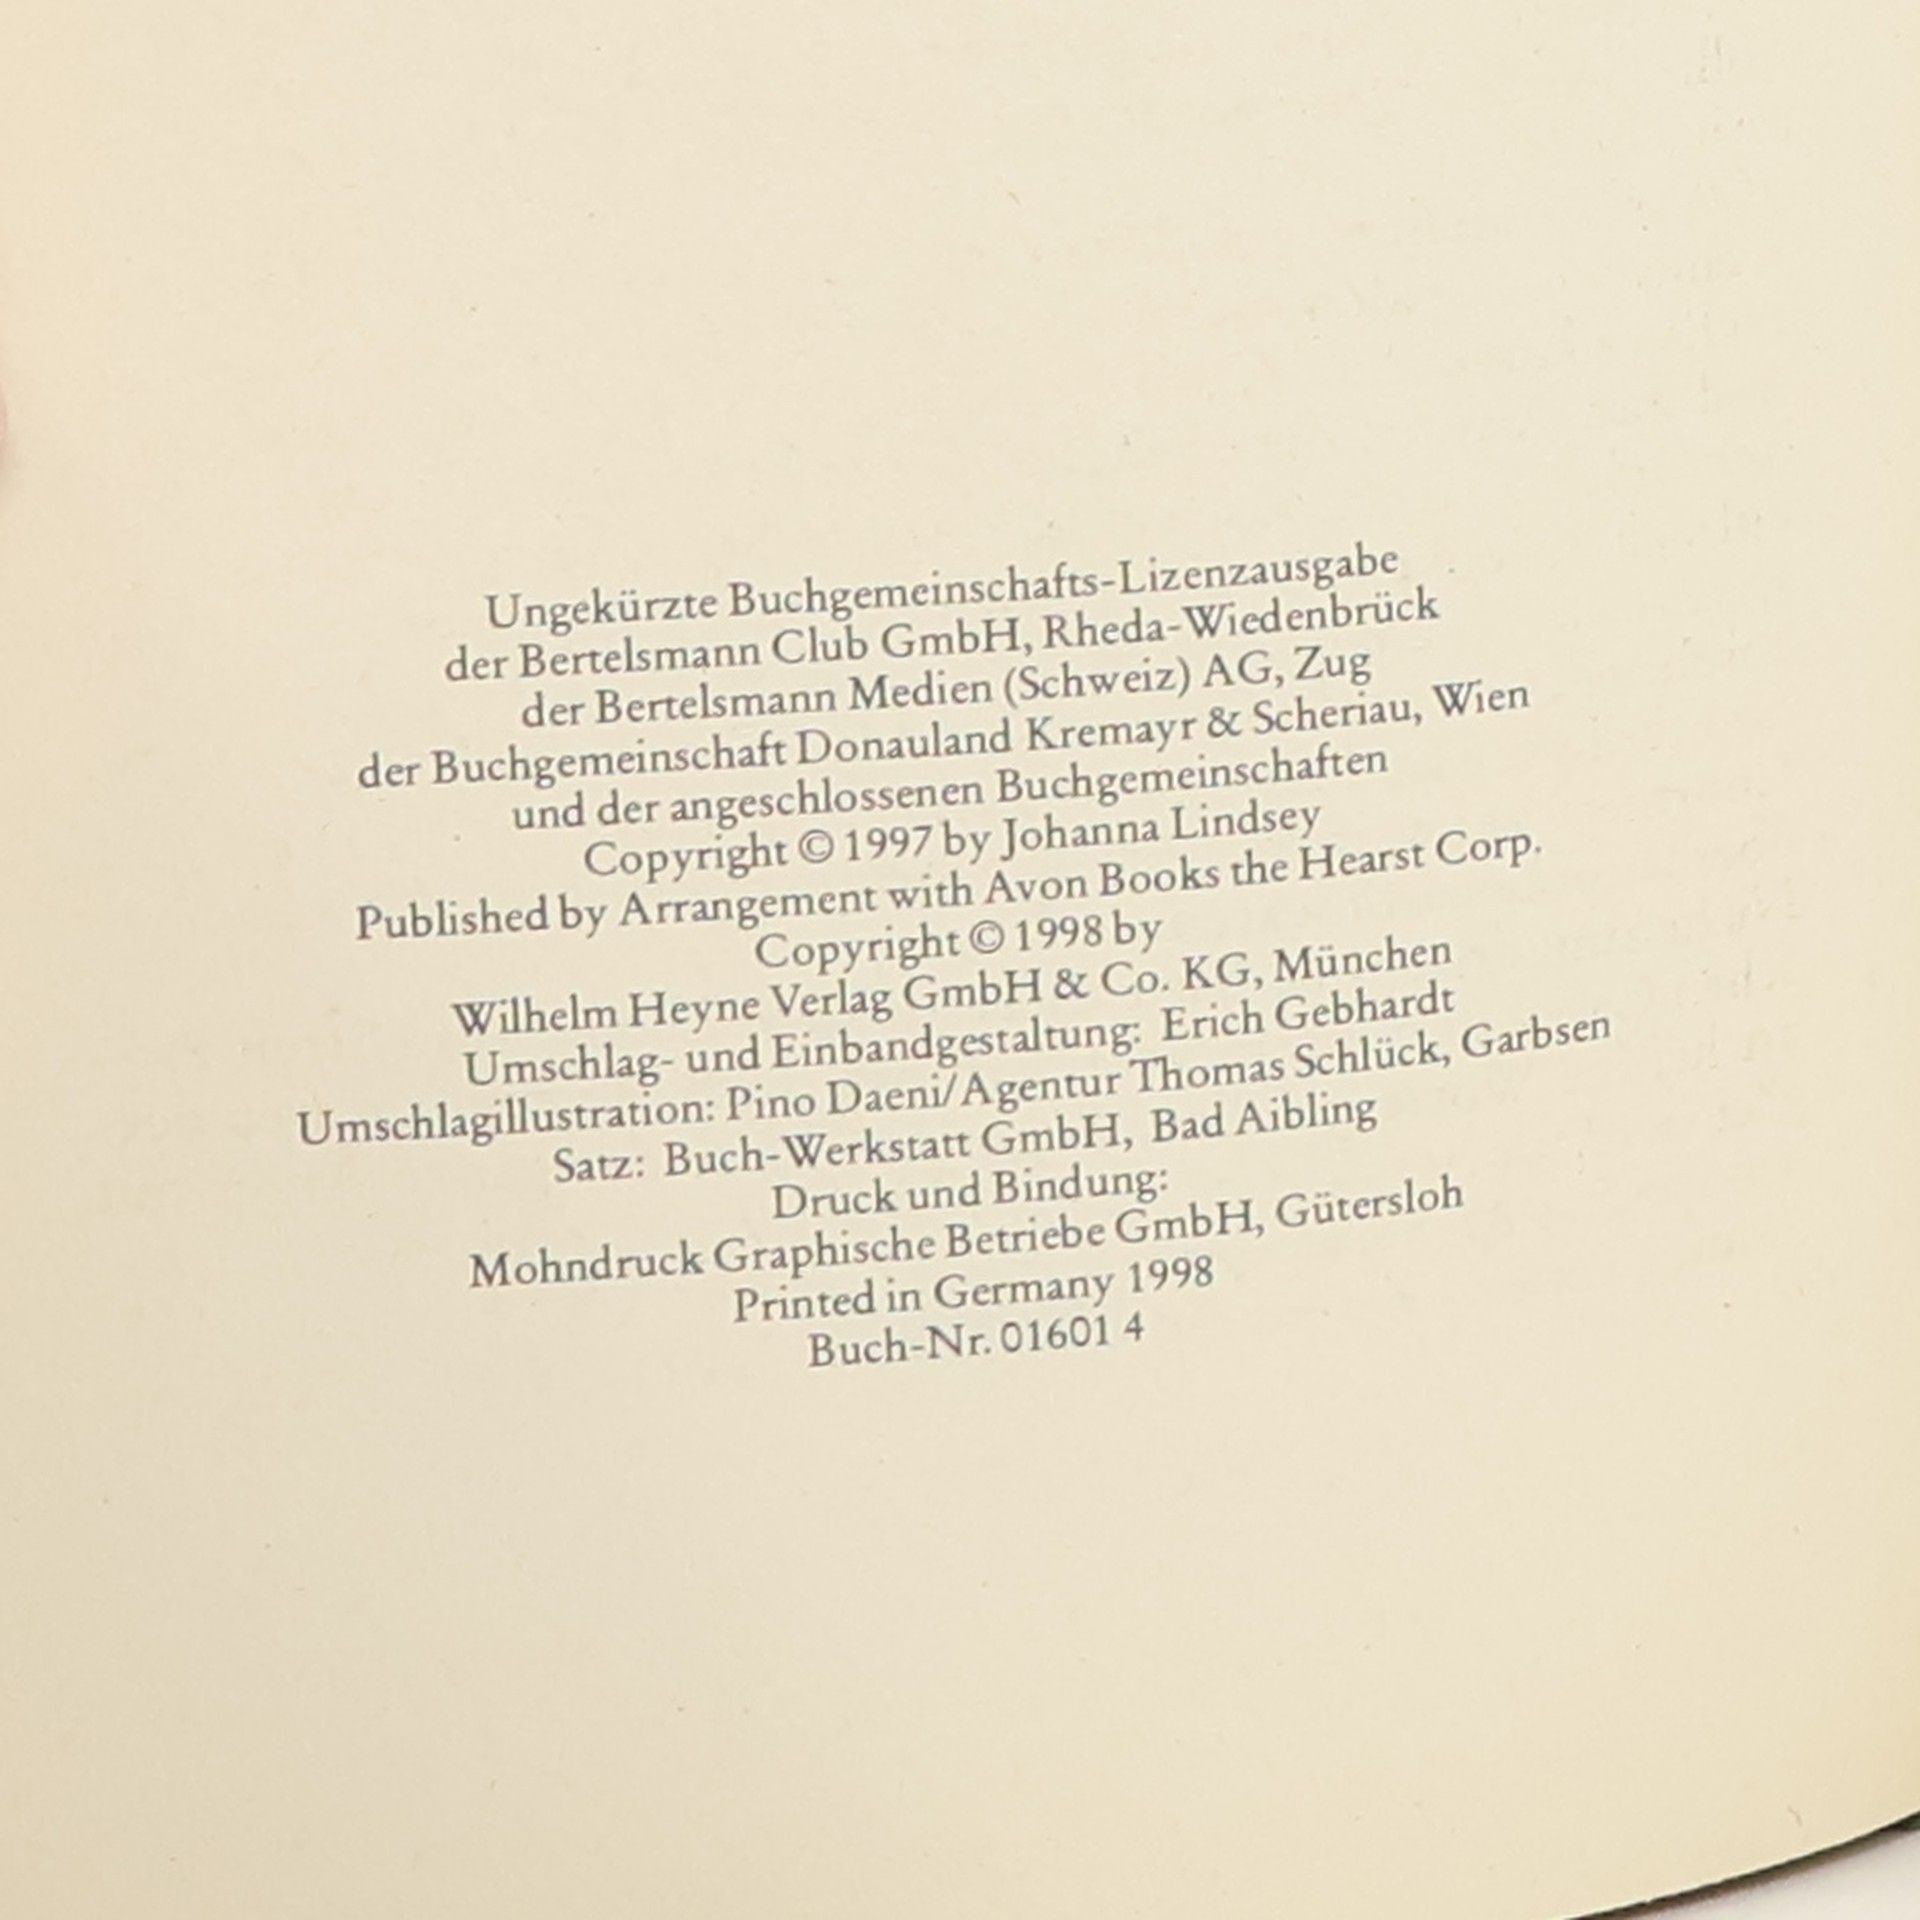 Ungekürzte Buchgemeinschafts-Lizenzausgabe
der Bertelsmann Club GmbH, Rheda-Wiedenbrück
der Bertelsmann Medien (Schweiz) AG, Zug
der Buchgemeinschaft Donauland Kremayr & Scheriau, Wien
und der angeschlossenen Buchgemeinschaften
Copyright © 1997 by Johanna Lindsey
Published by Arrangement with Avon Books the Hearst Corp.
Copyright © 1998 by
Wilhelm Heyne Verlag GmbH & Co. KG, München
Umschlag- und Einbandgestaltung: Erich Gebhardt
Umschlagillustration: Pino Daeni/Agentur Thomas Schlück, Garbsen
Satz: Buch-Werkstatt GmbH, Bad Aibling
Druck und Bindung:
Mohndruck Graphische Betriebe GmbH, Gütersloh
Printed in Germany 1998
Buch-Nr. 01601 4